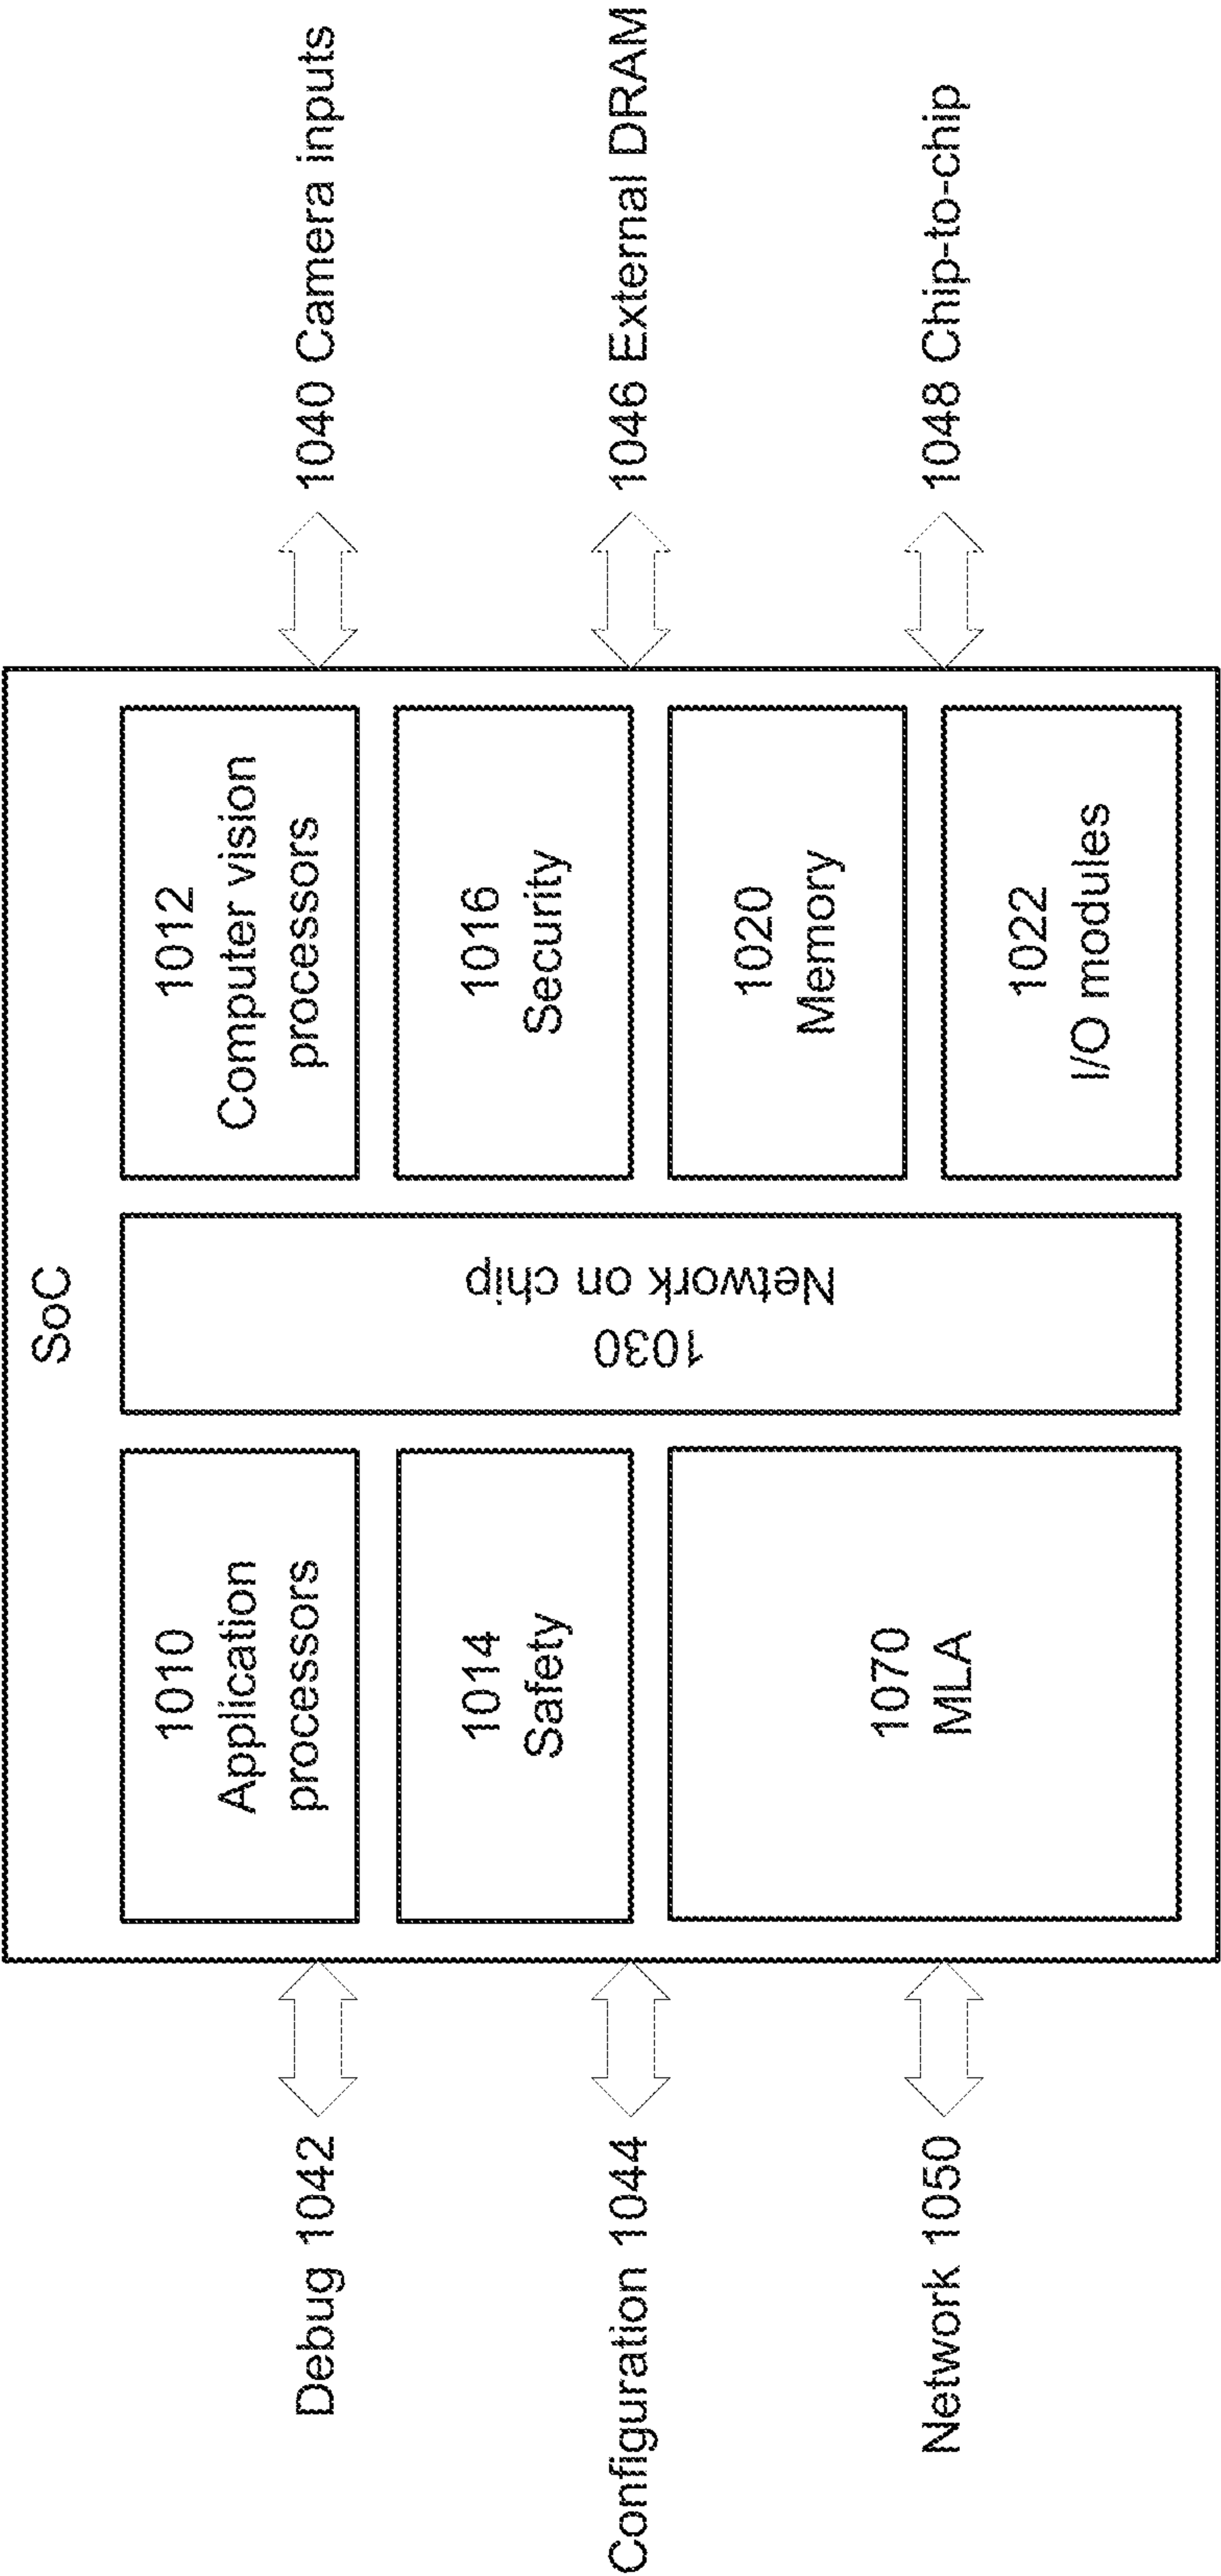 SoC
Debug 1042
Configuration 1044
Network 1050
1010
Application
processors
1014
Safety
1070
MLA
1030
Network on chip
1012
Computer vision
processors
1016
Security
1020
Memory
1022
I/O modules
1040 Camera inputs
1046 External DRAM
1048 Chip-to-chip